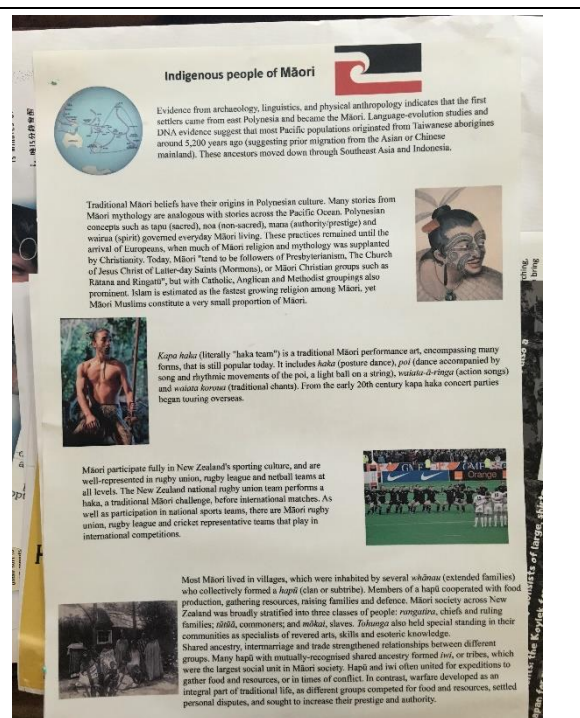 Indigenous people of Māori
Evidence from archaeology, linguistics, and physical anthropology indicates that the first
settlers came from east Polynesia and became the Māori. Language-evolution studies and
DNA evidence suggest that most Pacific populations originated from Taiwanese aborigines
around 5,200 years ago (suggesting prior migration from the Asian or Chinese
mainland). These ancestors moved down through Southeast Asia and Indonesia.
Traditional Māori beliefs have their origins in Polynesian culture. Many stories from
Māori mythology are analogous with stories across the Pacific Ocean. Polynesian
concepts such as tapu (sacred), noa (non-sacred), mana (authority/prestige) and
wairua (spirit) governed everyday Māori living. These practices remained until the
arrival of Europeans, when much of Māori religion and mythology was supplanted
by Christianity. Today, Māori "tend to be followers of Presbyterianism, The Church
of Jesus Christ of Latter-day Saints (Mormons), or Māori Christian groups such as
Rātana and Ringatū", but with Catholic, Anglican and Methodist groupings also
prominent. Islam is estimated as the fastest growing religion among Māori, yet
Māori Muslims constitute a very small proportion of Māori.
Kapa haka (literally "haka team") is a traditional Māori performance art, encompassing many
forms, that is still popular today. It includes haka (posture dance), poi (dance accompanied by
song and rhythmic movements of the poi, a light ball on a string), waiata-ā-ringa (action songs)
and waiata koroua (traditional chants). From the early 20th century kapa haka concert parties
began touring overseas.
Māori participate fully in New Zealand's sporting culture, and are
well-represented in rugby union, rugby league and netball teams at
all levels. The New Zealand national rugby union team performs a
haka, a traditional Māori challenge, before international matches. As
well as participation in national sports teams, there are Māori rugby
union, rugby league and cricket representative teams that play in
international competitions.
Orange
Most Māori lived in villages, which were inhabited by several whānau (extended families)
who collectively formed a hapū (clan or subtribe). Members of a hapū cooperated with food
production, gathering resources, raising families and defence. Māori society across New
Zealand was broadly stratified into three classes of people: rangatira, chiefs and ruling
families; tūtūā, commoners; and mōkai, slaves. Tohunga also held special standing in their
communities as specialists of revered arts, skills and esoteric knowledge.
Shared ancestry, intermarriage and trade strengthened relationships between different
groups. Many hapū with mutually-recognised shared ancestry formed iwi, or tribes, which
were the largest social unit in Māori society. Hapū and iwi often united for expeditions to
gather food and resources, or in times of conflict. In contrast, warfare developed as an
integral part of traditional life, as different groups competed for food and resources, settled
personal disputes, and sought to increase their prestige and authority.
ching,
bring